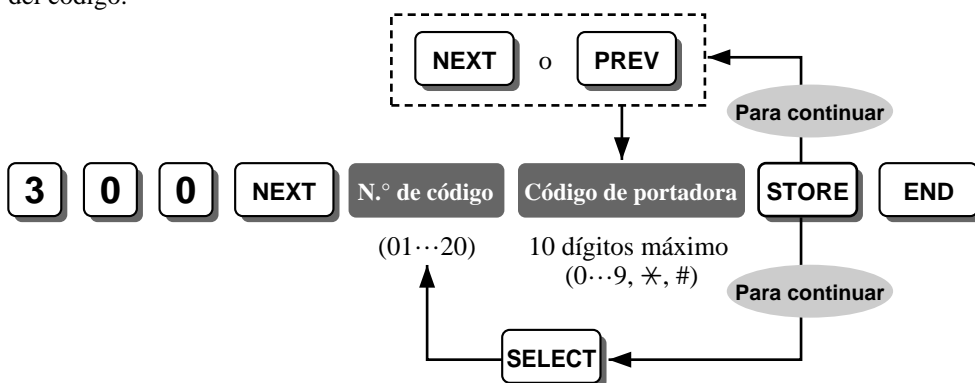 del código.
NEXT o PREV
Para continuar
3 0 0 NEXT N.° de código Código de portadora STORE END
(01···20) 10 dígitos máximo
(0···9, ✳, #)
Para continuar
SELECT